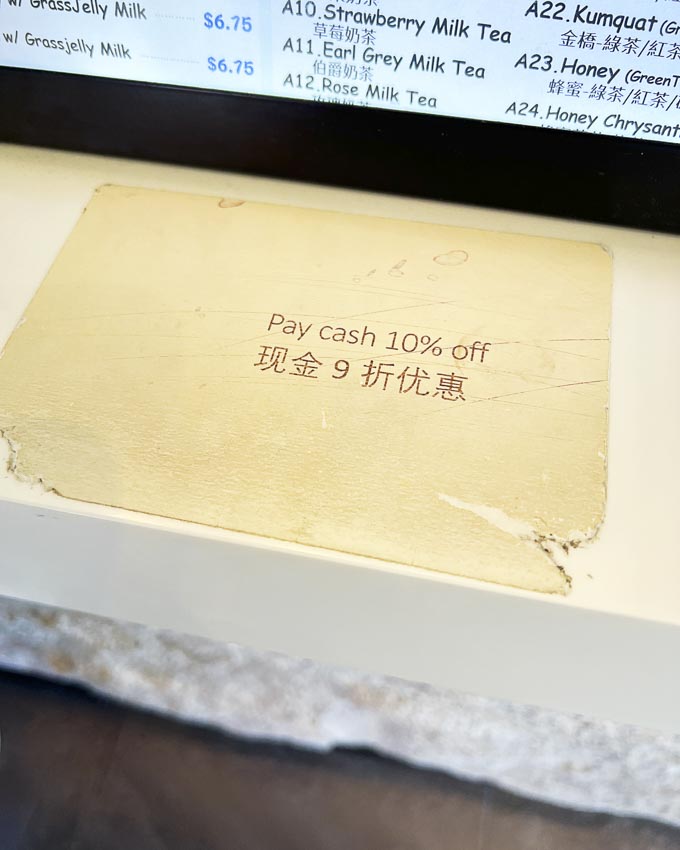 w/ GrassJelly Milk $6.75
w/ Grassjelly Milk $6.75
A10.Strawberry Milk Tea
草莓奶茶
A11.Earl Grey Milk Tea
伯爵奶茶
A12.Rose Milk Tea
A22.Kumquat
金橋-綠茶/紅茶
A23.Honey (GreenT
蜂蜜-綠茶/紅茶/
A24.Honey Chrysant
Pay cash 10% off
现金 9 折优惠